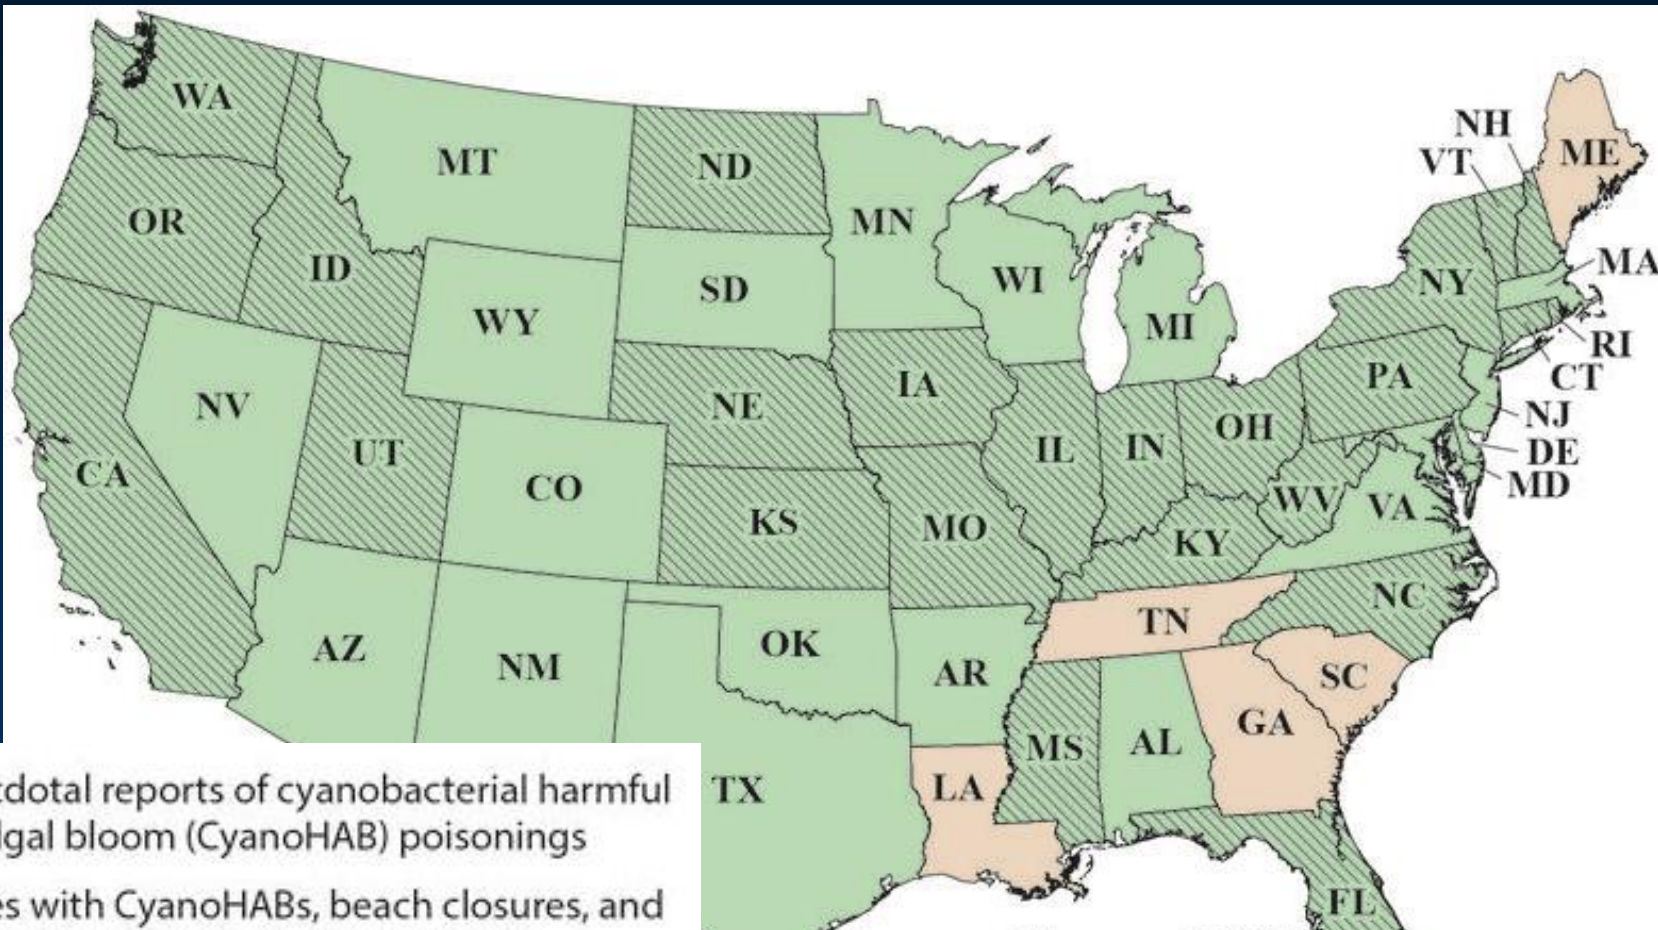 WA
MT
ND
MN
OR
ID
SD
WI
WY
MI
NH
VT
ME
NY
MA
RI
CT
NJ
DE
MD
PA
NV
UT
CO
NE
IA
IL
IN
OH
WV
VA
CA
KS
MO
KY
NC
TN
AZ
NM
OK
AR
SC
GA
MS
AL
LA
TX
FL
reports of cyanobacterial harmful
bloom (CyanoHAB) poisonings
with CyanoHABs, beach closures, and